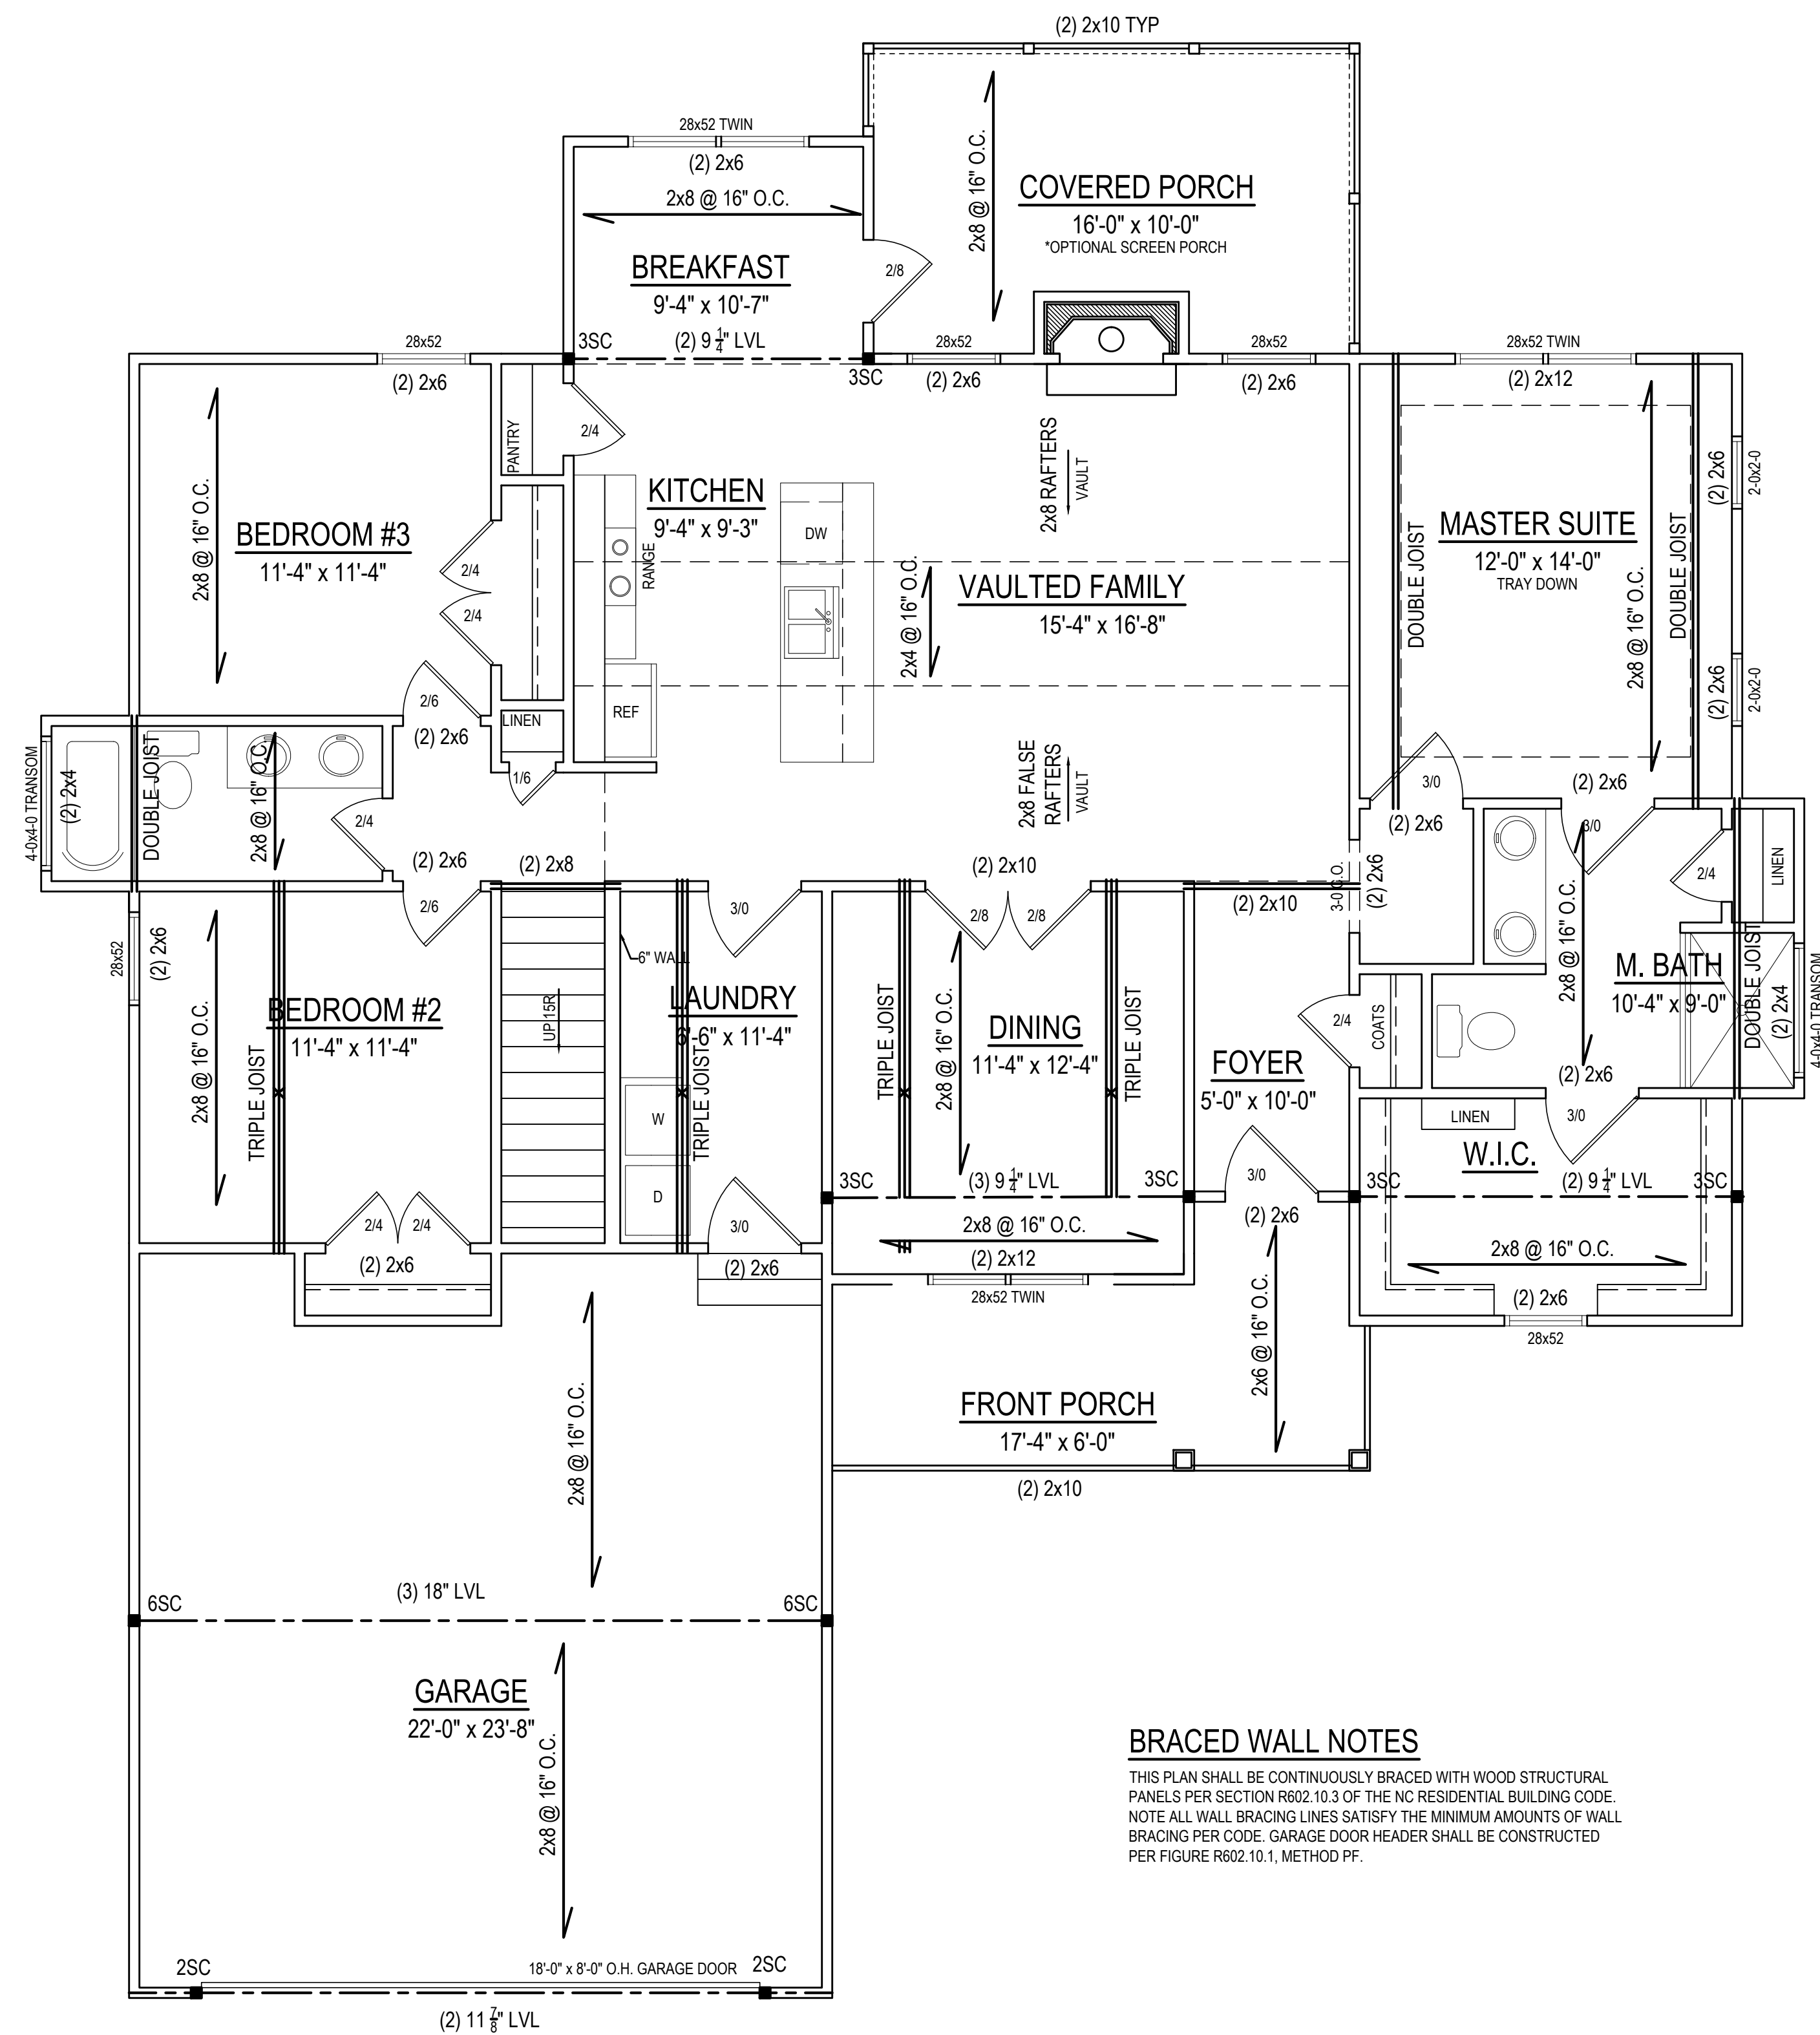 (2) 2x10 TYP
28x52 TWIN
(2) 2x6
2x8 @ 16" O.C.
BREAKFAST
9'-4" x 10'-7"
(2) 9 1/4" LVL
3SC
3SC
2/8
2x8 @ 16" O.C.
COVERED PORCH
16'-0" x 10'-0"
*OPTIONAL SCREEN PORCH
28x52
(2) 2x6
28x52
(2) 2x6
28x52
(2) 2x6
28x52 TWIN
(2) 2x12
2x8 @ 16" O.C.
BEDROOM #3
11'-4" x 11'-4"
2/4
2/4
2/6
(2) 2x6
PANTRY
2/4
KITCHEN
9'-4" x 9'-3"
RANGE
DW
REF
LINEN
1/6
2x8 RAFTERS
VAULT
2x4 @ 16" O.C.
VAULTED FAMILY
15'-4" x 16'-8"
2x8 FALSE
RAFTERS
VAULT
DOUBLE JOIST
MASTER SUITE
12'-0" x 14'-0"
TRAY DOWN
2x8 @ 16" O.C.
DOUBLE JOIST
(2) 2x6
2-0x2-0
(2) 2x6
2-0x2-0
3/0
(2) 2x6
(2) 2x6
3/0
4-0x4-0 TRANSOM
(2) 2x4
DOUBLE JOIST
2x8 @ 16" O.C.
2/4
(2) 2x6
(2) 2x8
2/6
28x52
(2) 2x6
2x8 @ 16" O.C.
TRIPLE JOIST
BEDROOM #2
11'-4" x 11'-4"
2/4
2/4
(2) 2x6
UP 15R
6" WALL
3/0
LAUNDRY
6'-6" x 11'-4"
TRIPLE JOIST
W
D
3/0
(2) 2x6
(2) 2x10
2/8
2/8
TRIPLE JOIST
2x8 @ 16" O.C.
DINING
11'-4" x 12'-4"
TRIPLE JOIST
3SC
(3) 9 1/4" LVL
3SC
2x8 @ 16" O.C.
(2) 2x12
28x52 TWIN
(2) 2x10
3-0 C.O.
(2) 2x6
FOYER
5'-0" x 10'-0"
2/4
COATS
3/0
(2) 2x6
2x8 @ 16" O.C.
M. BATH
10'-4" x 9'-0"
2/4
LINEN
DOUBLE JOIST
(2) 2x4
4-0x4-0 TRANSOM
(2) 2x6
LINEN
3/0
W.I.C.
3SC
(2) 9 1/4" LVL
3SC
2x8 @ 16" O.C.
(2) 2x6
28x52
2x6 @ 16" O.C.
FRONT PORCH
17'-4" x 6'-0"
(2) 2x10
2x8 @ 16" O.C.
6SC
(3) 18" LVL
6SC
GARAGE
22'-0" x 23'-8"
2x8 @ 16" O.C.
2SC
18'-0" x 8'-0" O.H. GARAGE DOOR
2SC
(2) 11 7/8" LVL
BRACED WALL NOTES
THIS PLAN SHALL BE CONTINUOUSLY BRACED WITH WOOD STRUCTURAL
PANELS PER SECTION R602.10.3 OF THE NC RESIDENTIAL BUILDING CODE.
NOTE ALL WALL BRACING LINES SATISFY THE MINIMUM AMOUNTS OF WALL
BRACING PER CODE. GARAGE DOOR HEADER SHALL BE CONSTRUCTED
PER FIGURE R602.10.1, METHOD PF.